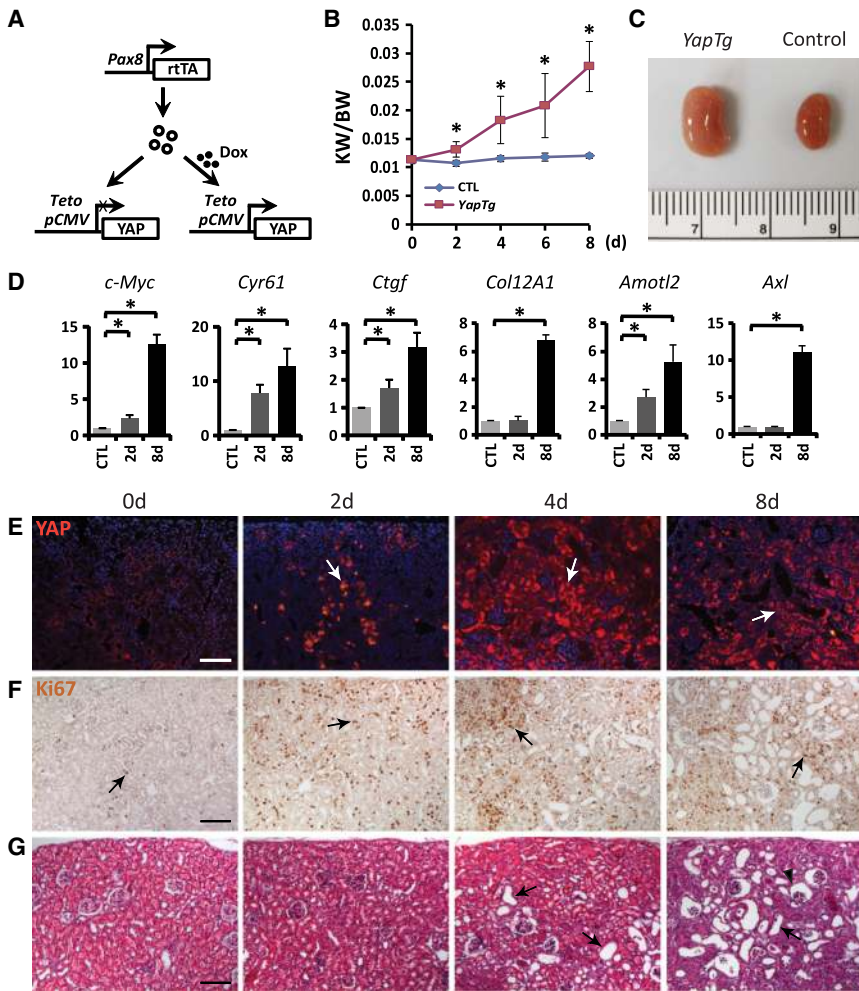 A
Pax8
rtTA
Dox
Teto
pCMV
YAP
Teto
pCMV
YAP
B
KW/BW
0.035
0.03
0.025
0.02
0.015
0.01
0.005
0
* * * *
CTL
YapTg
0 2 4 6 8 (d)
C
YapTg Control
7 8 9
D
c-Myc Cyr61 Ctgf Col12A1 Amotl2 Axl
15
10
5
0
* *
CTL 2d 8d
20
10
0
* *
CTL 2d 8d
4
3
2
1
0
* *
CTL 2d 8d
8
6
4
2
0
*
CTL 2d 8d
8
6
4
2
0
* *
CTL 2d 8d
15
10
5
0
*
CTL 2d 8d
0d 2d 4d 8d
E
YAP
F
Ki67
G